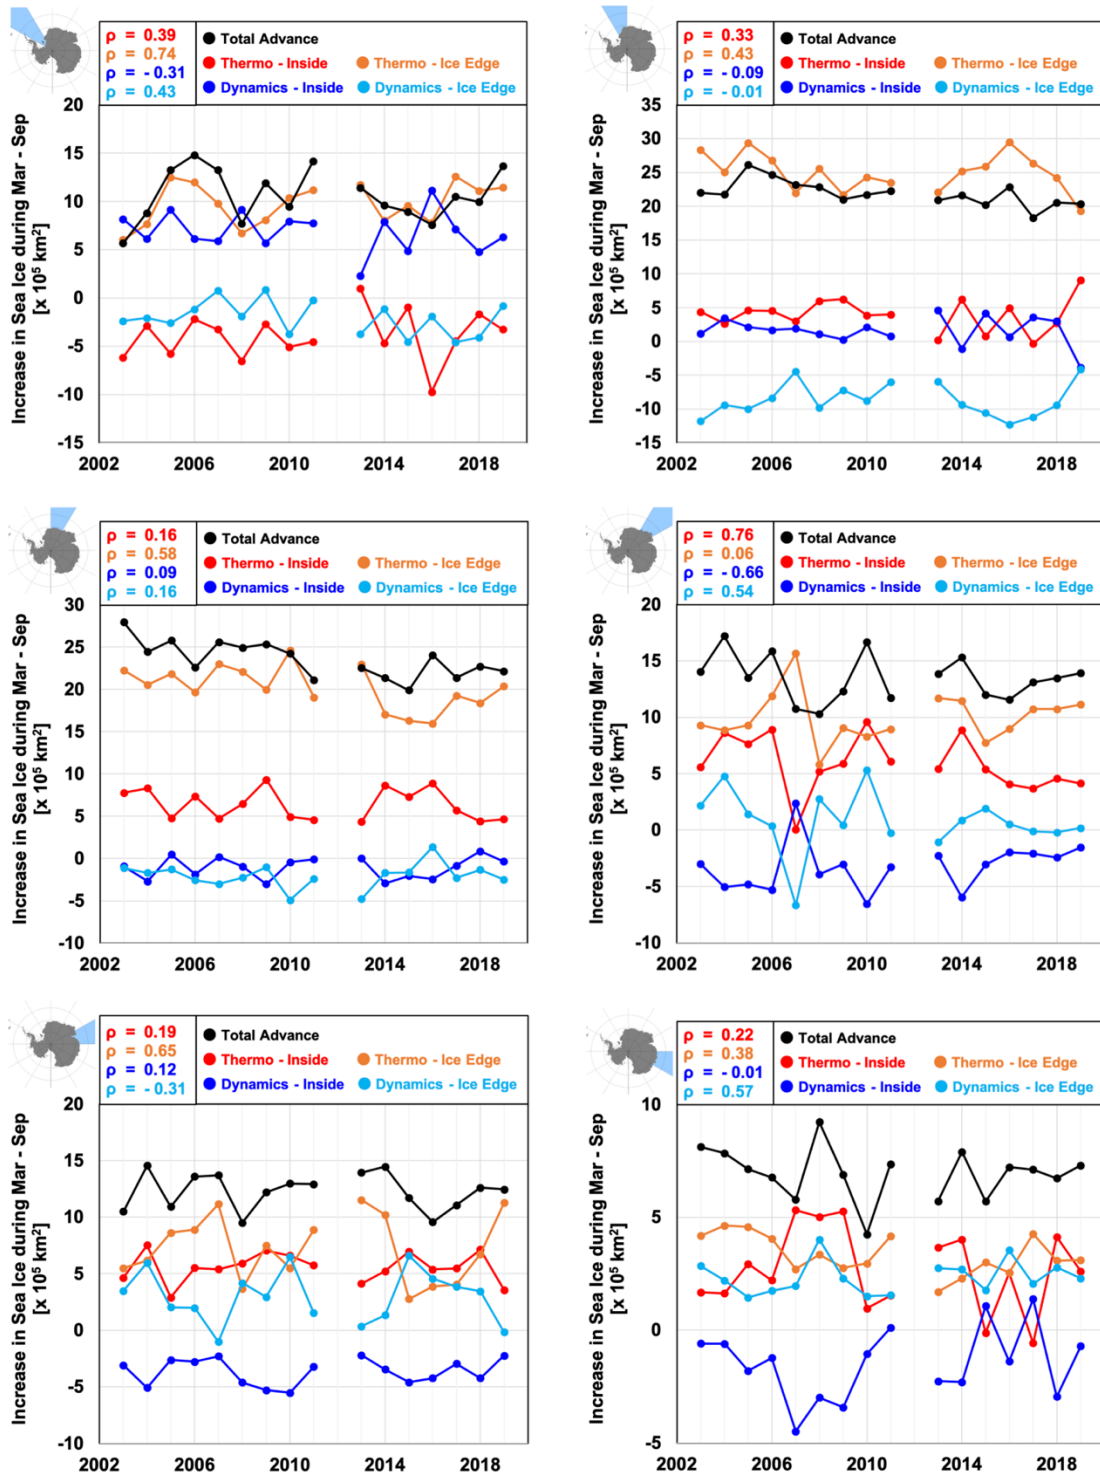 ρ = 0.39
ρ = 0.74
ρ = - 0.31
ρ = 0.43
Total Advance
Thermo - Inside
Thermo - Ice Edge
Dynamics - Inside
Dynamics - Ice Edge
Increase in Sea Ice during Mar - Sep
[x 10⁵ km²]
20
15
10
5
0
-5
-10
-15
2002
2006
2010
2014
2018
ρ = 0.33
ρ = 0.43
ρ = - 0.09
ρ = - 0.01
Total Advance
Thermo - Inside
Thermo - Ice Edge
Dynamics - Inside
Dynamics - Ice Edge
Increase in Sea Ice during Mar - Sep
[x 10⁵ km²]
35
30
25
20
15
10
5
0
-5
-10
-15
2002
2006
2010
2014
2018
ρ = 0.16
ρ = 0.58
ρ = 0.09
ρ = 0.16
Total Advance
Thermo - Inside
Thermo - Ice Edge
Dynamics - Inside
Dynamics - Ice Edge
Increase in Sea Ice during Mar - Sep
[x 10⁵ km²]
30
25
20
15
10
5
0
-5
-10
2002
2006
2010
2014
2018
ρ = 0.76
ρ = 0.06
ρ = - 0.66
ρ = 0.54
Total Advance
Thermo - Inside
Thermo - Ice Edge
Dynamics - Inside
Dynamics - Ice Edge
Increase in Sea Ice during Mar - Sep
[x 10⁵ km²]
20
15
10
5
0
-5
-10
2002
2006
2010
2014
2018
ρ = 0.19
ρ = 0.65
ρ = 0.12
ρ = - 0.31
Total Advance
Thermo - Inside
Thermo - Ice Edge
Dynamics - Inside
Dynamics - Ice Edge
Increase in Sea Ice during Mar - Sep
[x 10⁵ km²]
20
15
10
5
0
-5
-10
2002
2006
2010
2014
2018
ρ = 0.22
ρ = 0.38
ρ = - 0.01
ρ = 0.57
Total Advance
Thermo - Inside
Thermo - Ice Edge
Dynamics - Inside
Dynamics - Ice Edge
Increase in Sea Ice during Mar - Sep
[x 10⁵ km²]
10
5
0
-5
2002
2006
2010
2014
2018